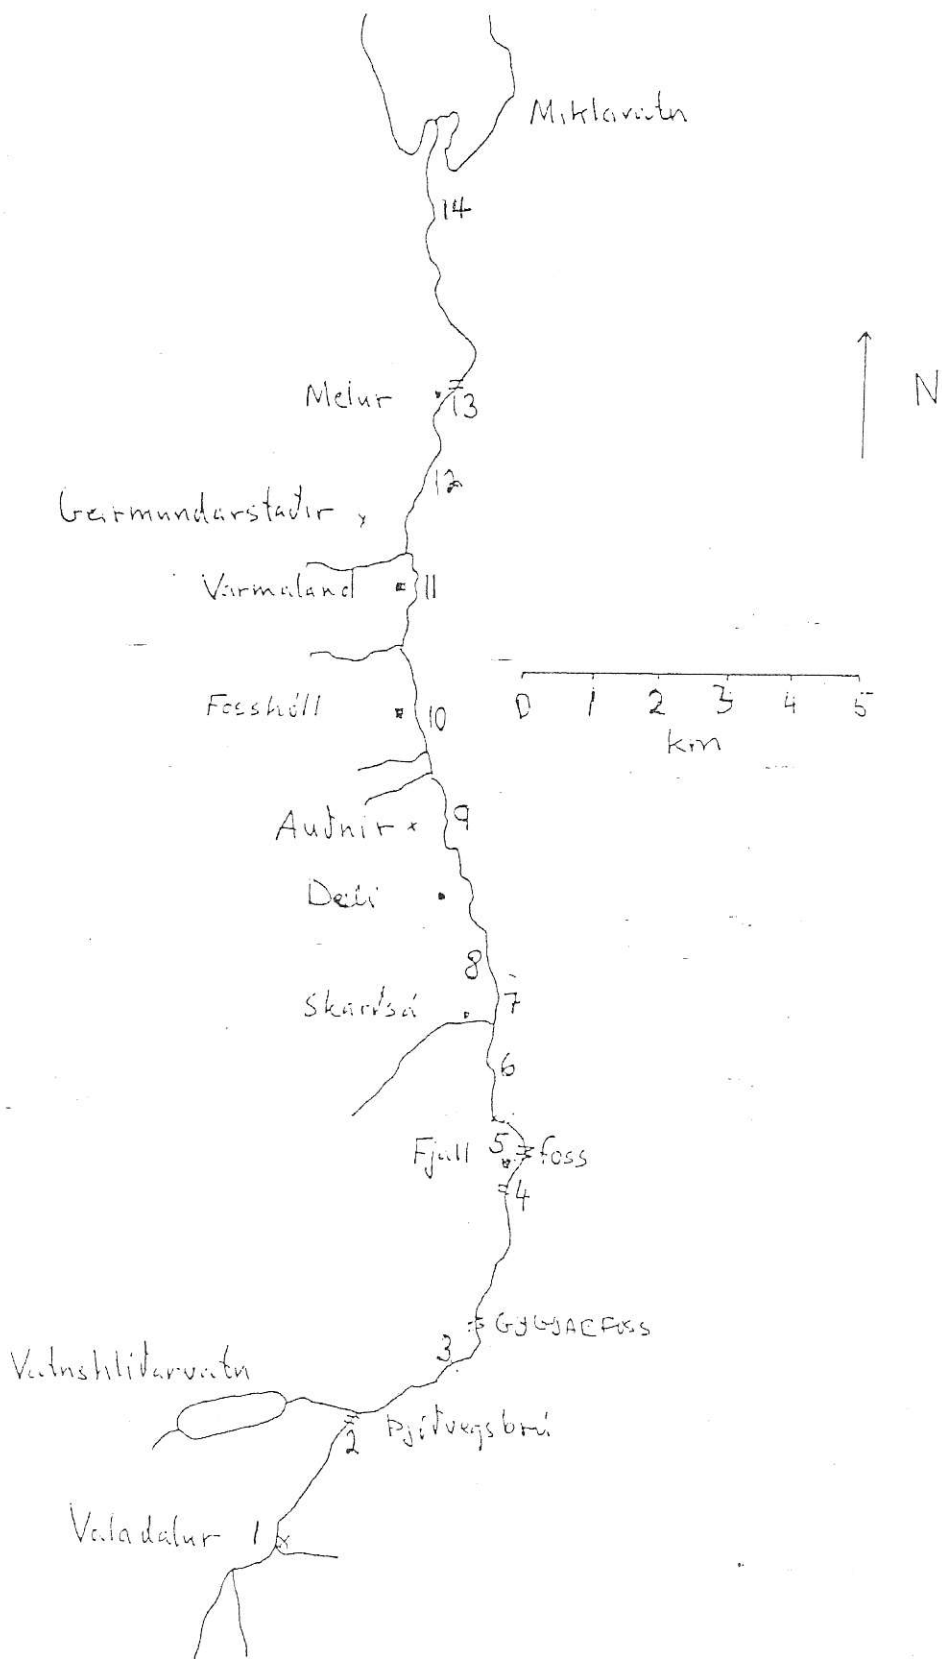 Miklavatn
14
Melur
13
N
12
Geirmundarstaðir
Varmaland
11
0 1 2 3 4 5
km
Fosshóll
10
Auðnir
9
Dæli
8
7
Skarðsá
6
Fjall 5 foss
4
GÝGJARFOSS
3
Vatnshlíðarvatn
Þjóðvegsbrú
2
Valadalur 1